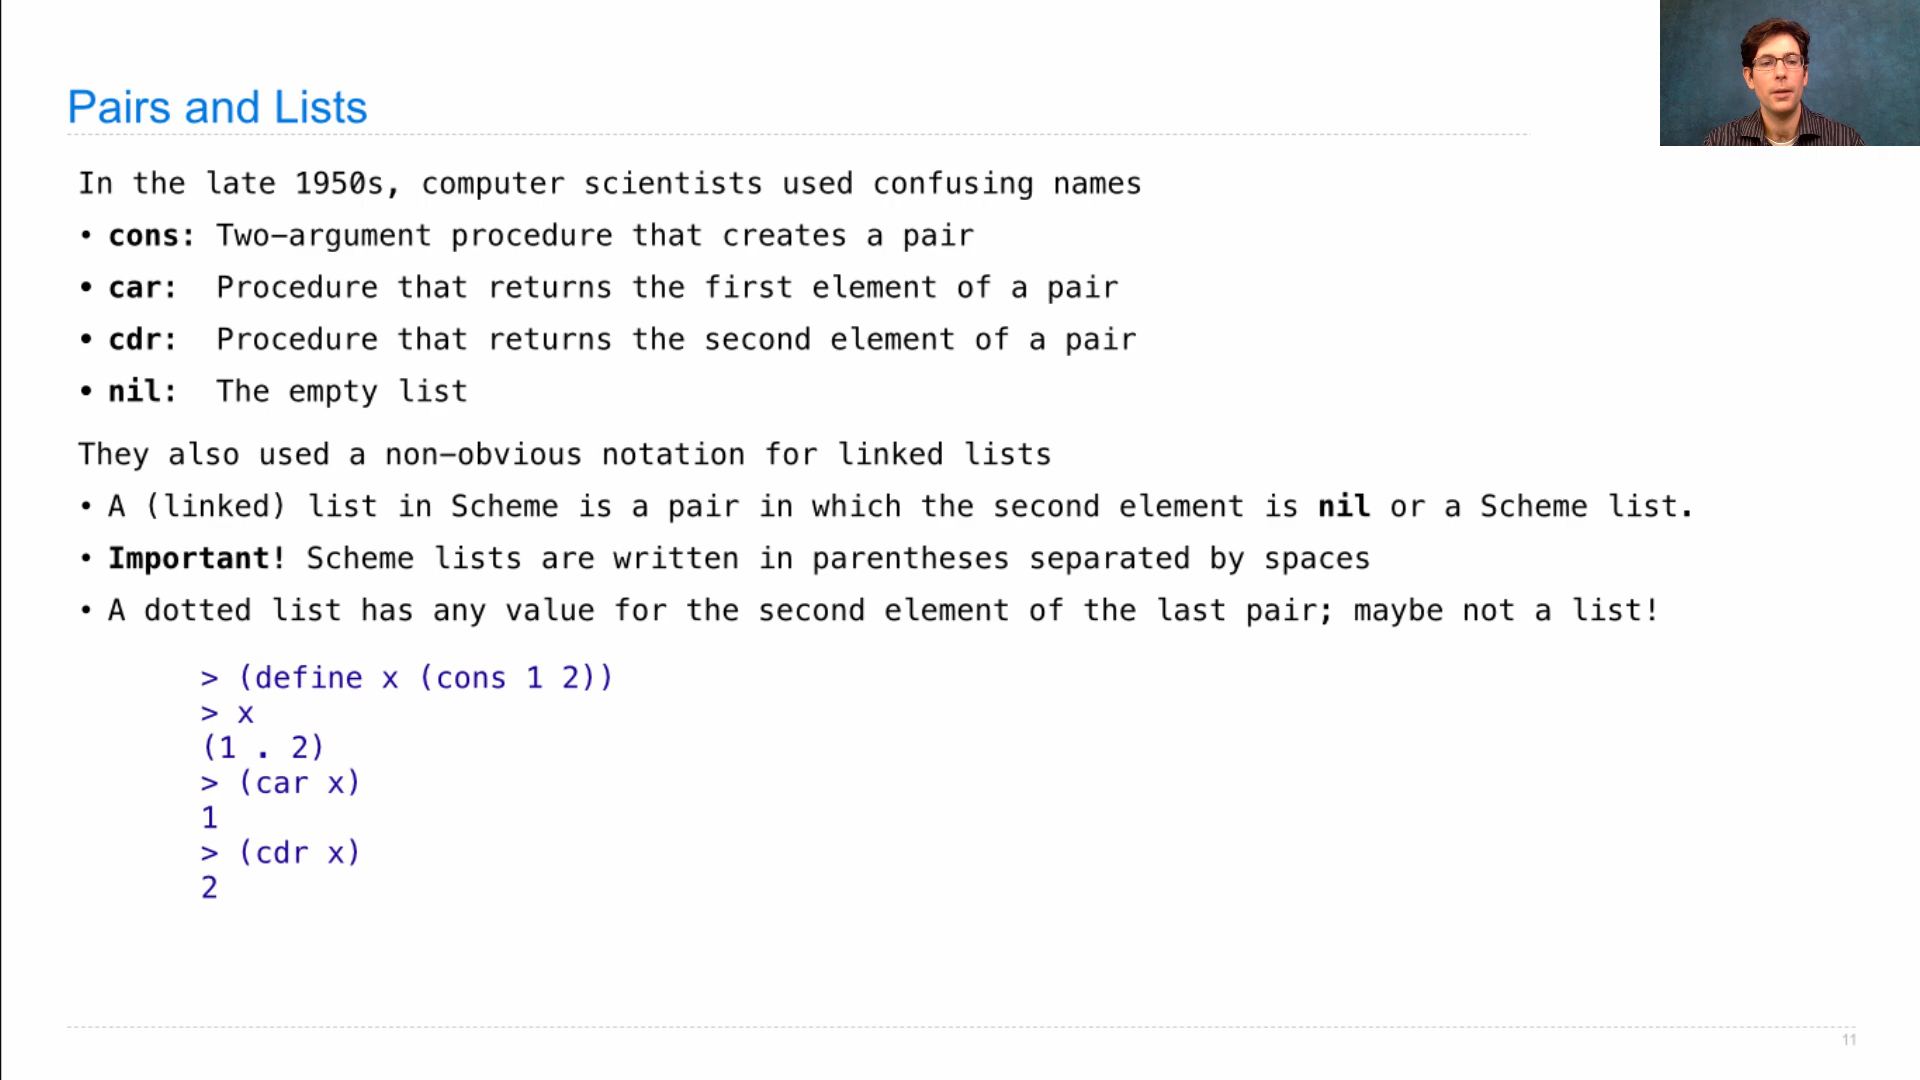 Pairs and Lists
In the late 1950s, computer scientists used confusing names
• cons: Two-argument procedure that creates a pair
• car: Procedure that returns the first element of a pair
• cdr: Procedure that returns the second element of a pair
• nil: The empty list
They also used a non-obvious notation for linked lists
• A (linked) list in Scheme is a pair in which the second element is nil or a Scheme list.
• Important! Scheme lists are written in parentheses separated by spaces
• A dotted list has any value for the second element of the last pair; maybe not a list!
> (define x (cons 1 2))
> x
(1 . 2)
> (car x)
1
> (cdr x)
2
11